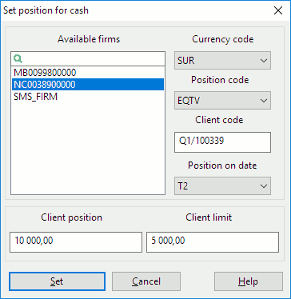 Set position for cash
Available firms
MB0099800000
NC0038900000
SMS_FIRM
Currency code
SUR
Position code
EQTV
Client code
Q1/100339
Position on date
T2
Client position
Client limit
10 000,00
5 000,00
Set
Cancel
Help